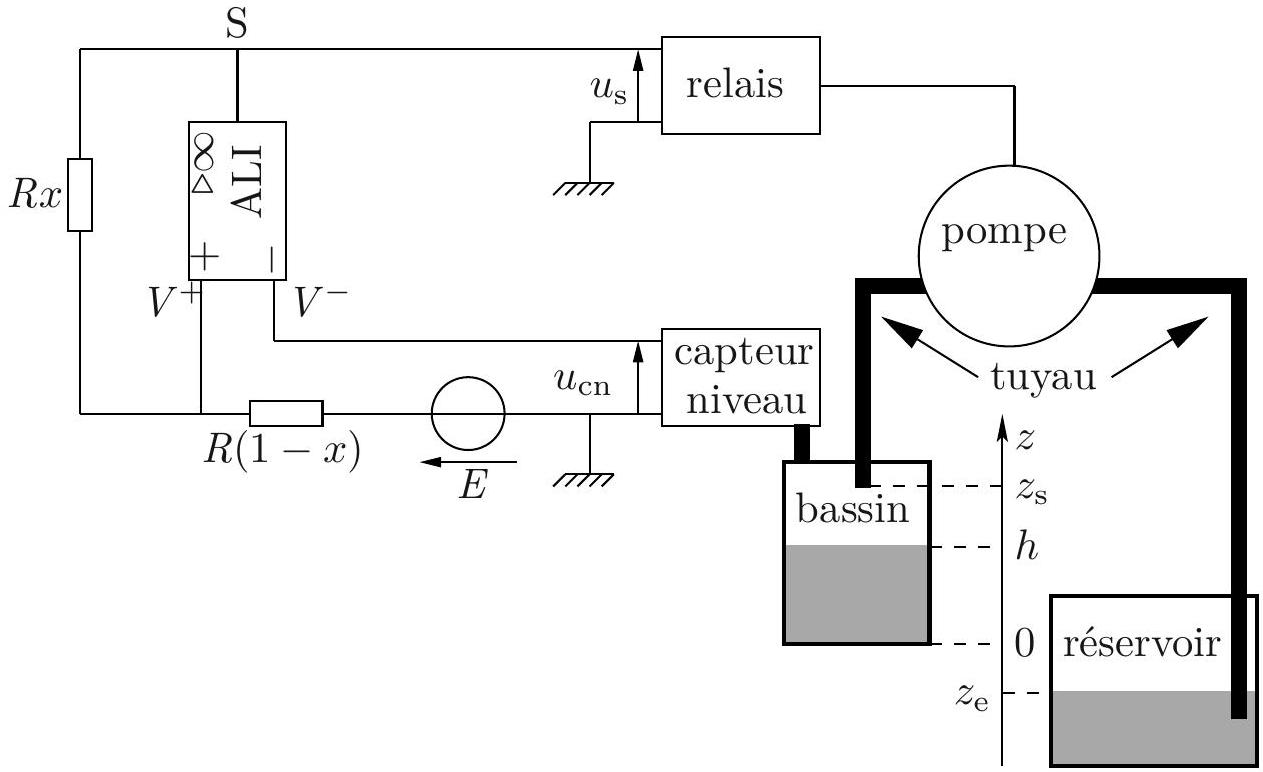 S
u_s
relais
Rx
▷∞
ALI
+
−
V⁺
V⁻
pompe
capteur
niveau
u_cn
tuyau
R(1 − x)
E
z
z_s
bassin
h
0
réservoir
z_e